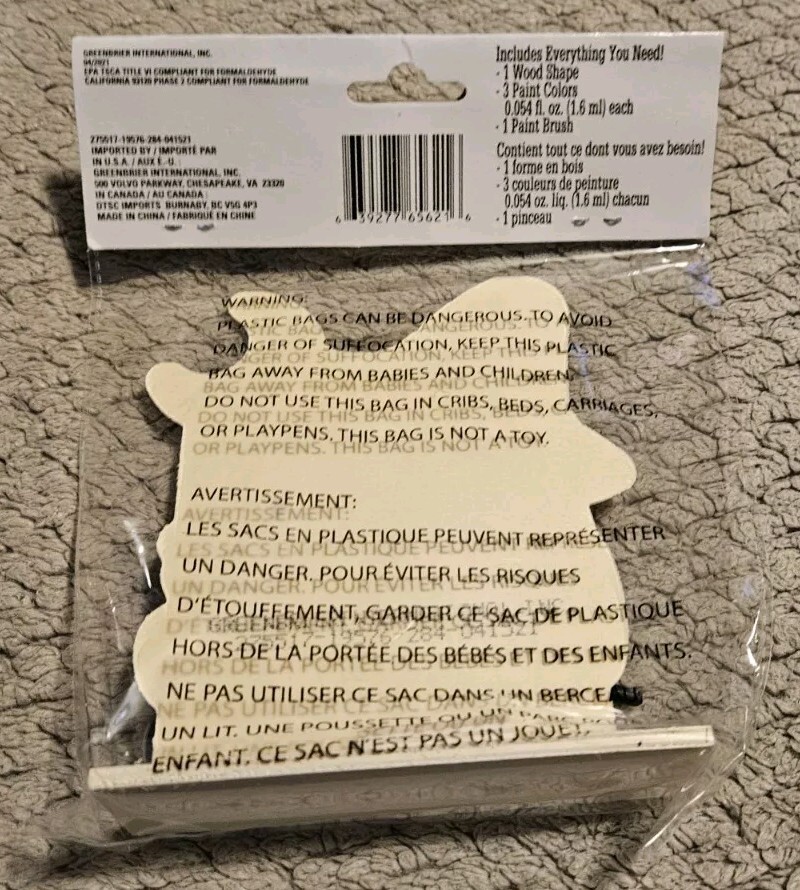 GREENBRIER INTERNATIONAL, INC.
04/2021
EPA TSCA TITLE VI COMPLIANT FOR FORMALDEHYDE
CALIFORNIA 93120 PHASE 2 COMPLIANT FOR FORMALDEHYDE
275517-19576-284-041521
IMPORTED BY / IMPORTÉ PAR
IN U.S.A. / AUX É.-U.
GREENBRIER INTERNATIONAL, INC.
500 VOLVO PARKWAY, CHESAPEAKE, VA 23320
IN CANADA / AU CANADA
DTSC IMPORTS BURNABY, BC V5G 4P3
MADE IN CHINA / FABRIQUÉ EN CHINE
6 39277 65621 6
Includes Everything You Need!
- 1 Wood Shape
- 3 Paint Colors
0.054 fl. oz. (1.6 ml) each
- 1 Paint Brush
Contient tout ce dont vous avez besoin!
- 1 forme en bois
- 3 couleurs de peinture
0.054 oz. liq. (1.6 ml) chacun
- 1 pinceau
WARNING:
PLASTIC BAGS CAN BE DANGEROUS. TO AVOID
DANGER OF SUFFOCATION, KEEP THIS PLASTIC
BAG AWAY FROM BABIES AND CHILDREN.
DO NOT USE THIS BAG IN CRIBS, BEDS, CARRIAGES,
OR PLAYPENS. THIS BAG IS NOT A TOY.
AVERTISSEMENT:
LES SACS EN PLASTIQUE PEUVENT REPRÉSENTER
UN DANGER. POUR ÉVITER LES RISQUES
D'ÉTOUFFEMENT, GARDER CE SAC DE PLASTIQUE
275517-19576-284-041521
HORS DE LA PORTÉE DES BÉBÉS ET DES ENFANTS.
NE PAS UTILISER CE SAC DANS UN
UN LIT, UNE POUSSETTE OU UN PARC
ENFANT. CE SAC N'EST PAS UN JOUET.